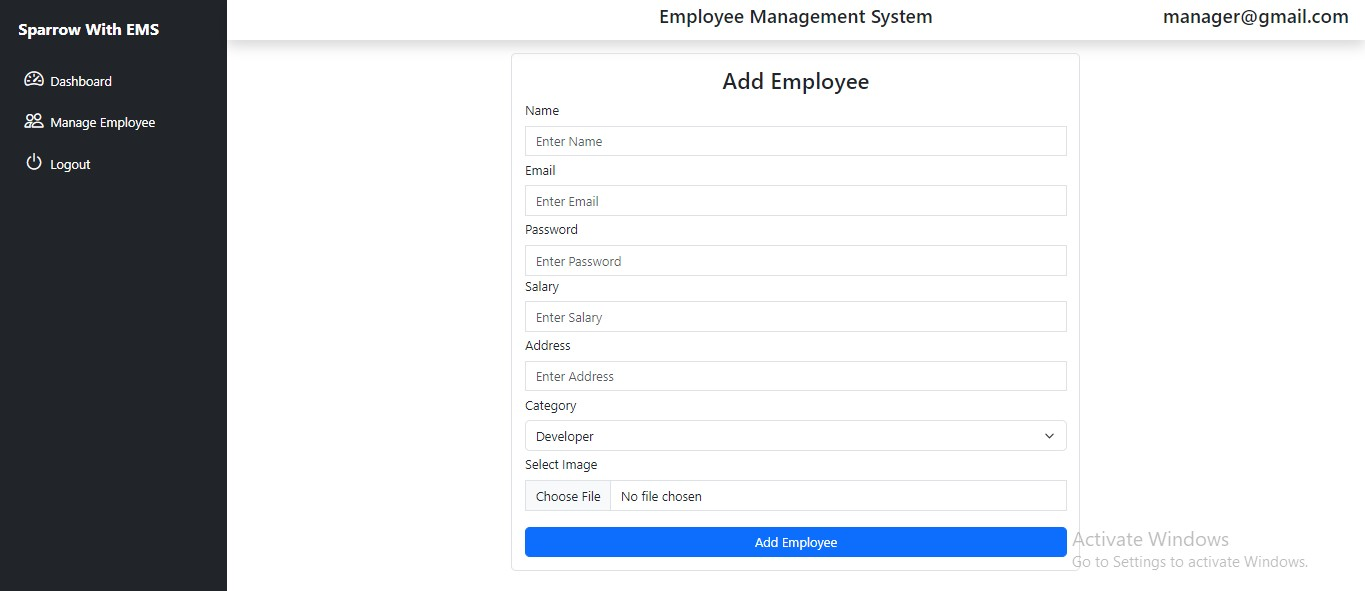 Sparrow With EMS
Dashboard
Manage Employee
Logout
Employee Management System
manager@gmail.com
Add Employee
Name
Enter Name
Email
Enter Email
Password
Enter Password
Salary
Enter Salary
Address
Enter Address
Category
Developer
Select Image
Choose File No file chosen
Add Employee
Activate Windows
Go to Settings to activate Windows.